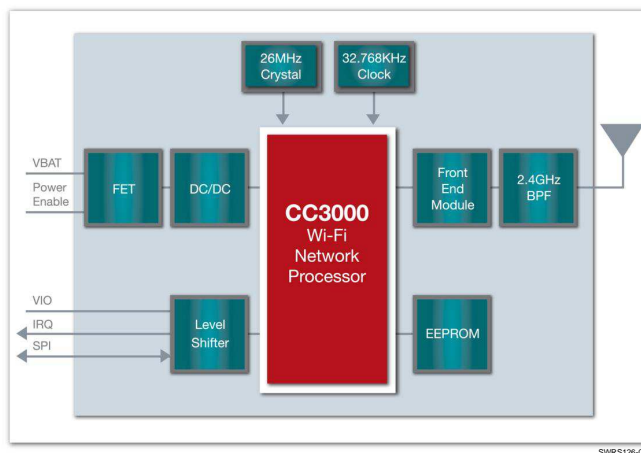 26MHz
Crystal
32.768KHz
Clock
VBAT
Power
Enable
FET
DC/DC
CC3000
Wi-Fi
Network
Processor
Front
End
Module
2.4GHz
BPF
VIO
IRQ
SPI
Level
Shifter
EEPROM